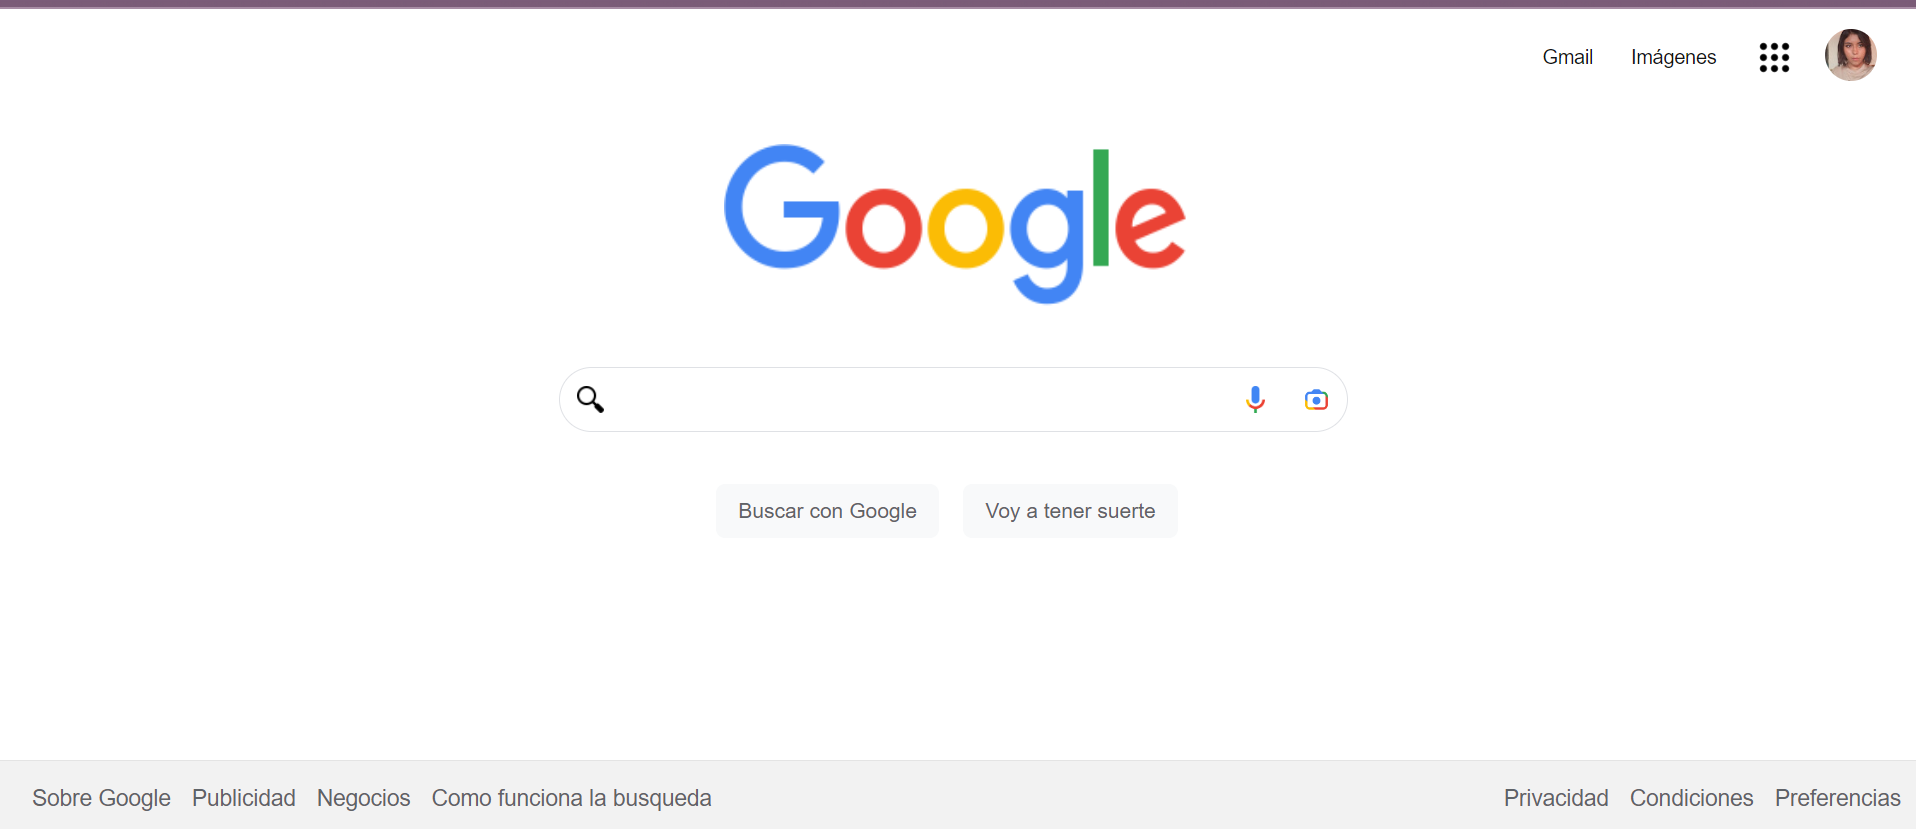 Gmail Imágenes
Google
Buscar con Google Voy a tener suerte
Sobre Google Publicidad Negocios Como funciona la busqueda Privacidad Condiciones Preferencias